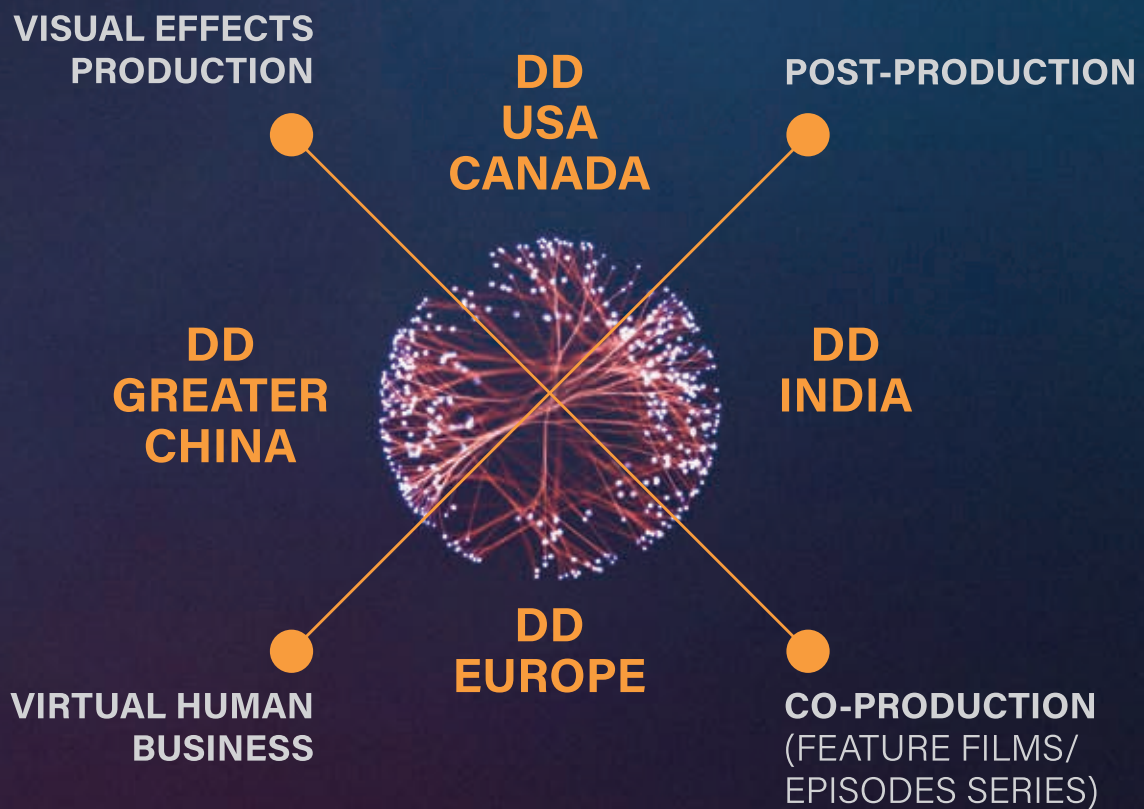 VISUAL EFFECTS
PRODUCTION
DD
USA
CANADA
POST-PRODUCTION
DD
GREATER
CHINA
DD
INDIA
DD
EUROPE
VIRTUAL HUMAN
BUSINESS
CO-PRODUCTION
(FEATURE FILMS/
EPISODES SERIES)